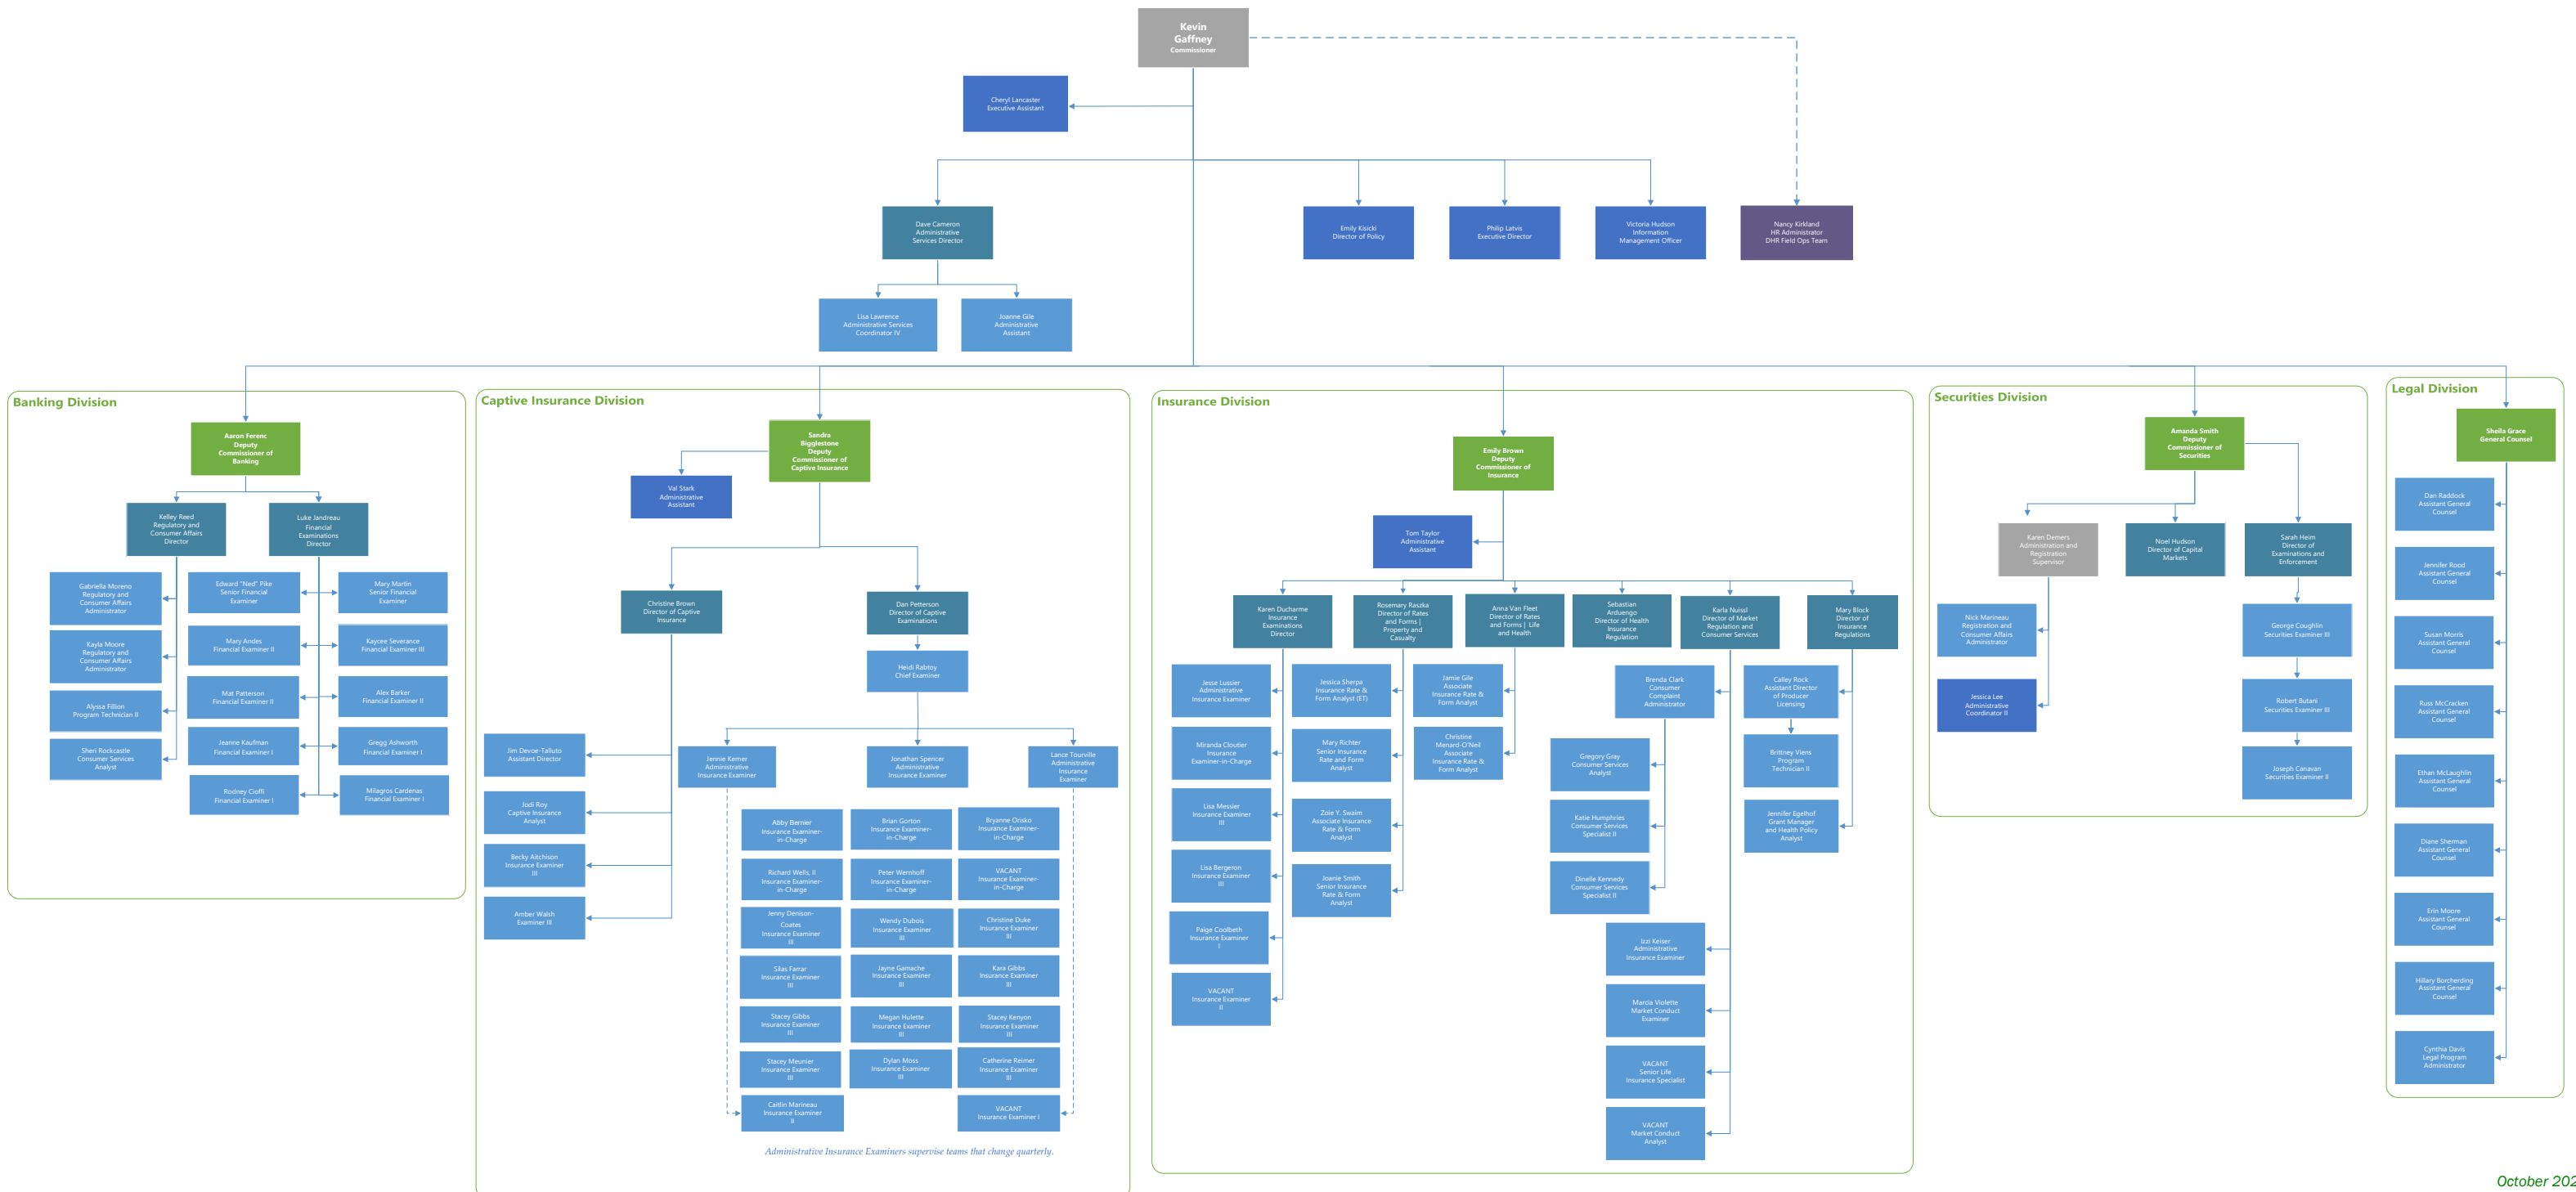 Kevin
Gaffney
Commissioner
Cheryl Lancaster
Executive Assistant
Dave Cameron
Administrative
Services Director
Emily Kisicki
Director of Policy
Philip Latvis
Executive Director
Victoria Hudson
Information
Management Officer
Nancy Kirkland
HR Administrator
DHR Field Ops Team
Lisa Lawrence
Administrative Services
Coordinator IV
Joanne Gile
Administrative
Assistant
Banking Division
Aaron Ferenc
Deputy
Commissioner of
Banking
Kelley Reed
Regulatory and
Consumer Affairs
Director
Luke Jandreau
Financial
Examinations
Director
Gabriella Moreno
Regulatory and
Consumer Affairs
Administrator
Kayla Moore
Regulatory and
Consumer Affairs
Administrator
Alyssa Fillion
Program Technician II
Sheri Rockcastle
Consumer Services
Analyst
Edward "Ned" Pike
Senior Financial
Examiner
Mary Martin
Senior Financial
Examiner
Mary Andes
Financial Examiner II
Kaycee Severance
Financial Examiner III
Mat Patterson
Financial Examiner II
Alex Barker
Financial Examiner II
Jeanne Kaufman
Financial Examiner I
Gregg Ashworth
Financial Examiner I
Rodney Cioffi
Financial Examiner I
Milagros Cardenas
Financial Examiner I
Captive Insurance Division
Sandra
Bigglestone
Deputy
Commissioner of
Captive Insurance
Val Stark
Administrative
Assistant
Christine Brown
Director of Captive
Insurance
Dan Petterson
Director of Captive
Examinations
Heidi Rabtoy
Chief Examiner
Jim Devoe-Talluto
Assistant Director
Jodi Roy
Captive Insurance
Analyst
Becky Aitchison
Insurance Examiner
III
Amber Walsh
Examiner III
Jennie Kemer
Administrative
Insurance Examiner
Jonathan Spencer
Administrative
Insurance Examiner
Lance Tourville
Administrative
Insurance
Examiner
Abby Bernier
Insurance Examiner-
in-Charge
Brian Gorton
Insurance Examiner-
in-Charge
Bryanne Orisko
Insurance Examiner-
in-Charge
Richard Wells, II
Insurance Examiner-
in-Charge
Peter Wernhoff
Insurance Examiner-
in-Charge
VACANT
Insurance Examiner-
in-Charge
Jenny Denison-
Coates
Insurance Examiner
III
Wendy Dubois
Insurance Examiner
III
Christine Duke
Insurance Examiner
III
Silas Farrar
Insurance Examiner
III
Jayne Gamache
Insurance Examiner
III
Kara Gibbs
Insurance Examiner
III
Stacey Gibbs
Insurance Examiner
III
Megan Hulette
Insurance Examiner
III
Stacey Kenyon
Insurance Examiner
III
Stacey Meunier
Insurance Examiner
III
Dylan Moss
Insurance Examiner
III
Catherine Reimer
Insurance Examiner
III
Caitlin Marineau
Insurance Examiner
II
VACANT
Insurance Examiner I
Administrative Insurance Examiners supervise teams that change quarterly.
Insurance Division
Emily Brown
Deputy
Commissioner of
Insurance
Tom Taylor
Administrative
Assistant
Karen Ducharme
Insurance
Examinations
Director
Rosemary Raszka
Director of Rates
and Forms |
Property and
Casualty
Anna Van Fleet
Director of Rates
and Forms | Life
and Health
Sebastian
Arduengo
Director of Health
Insurance
Regulation
Karla Nuissl
Director of Market
Regulation and
Consumer Services
Mary Block
Director of
Insurance
Regulations
Jesse Lussier
Administrative
Insurance Examiner
Miranda Cloutier
Insurance
Examiner-in-Charge
Lisa Messier
Insurance Examiner
III
Lisa Bergeron
Insurance Examiner
III
Paige Coolbeth
Insurance Examiner
I
VACANT
Insurance Examiner
II
Jessica Sherpa
Insurance Rate &
Form Analyst (ET)
Mary Richter
Senior Insurance
Rate and Form
Analyst
Zoie Y. Swaim
Associate Insurance
Rate & Form
Analyst
Joanie Smith
Senior Insurance
Rate & Form
Analyst
Jamie Gile
Associate
Insurance Rate &
Form Analyst
Christine
Menard-O'Neil
Associate
Insurance Rate &
Form Analyst
Brenda Clark
Consumer
Complaint
Administrator
Gregory Gray
Consumer Services
Analyst
Katie Humphries
Consumer Services
Specialist II
Dinelle Kennedy
Consumer Services
Specialist II
Izzi Keiser
Administrative
Insurance Examiner
Marcia Violette
Market Conduct
Examiner
VACANT
Senior Life
Insurance Specialist
VACANT
Market Conduct
Analyst
Calley Rock
Assistant Director
of Producer
Licensing
Brittney Viens
Program
Technician II
Jennifer Egelhof
Grant Manager
and Health Policy
Analyst
Securities Division
Amanda Smith
Deputy
Commissioner of
Securities
Karen Demers
Administration and
Registration
Supervisor
Noel Hudson
Director of Capital
Markets
Sarah Heim
Director of
Examinations and
Enforcement
Nick Marineau
Registration and
Consumer Affairs
Administrator
Jessica Lee
Administrative
Coordinator II
George Coughlin
Securities Examiner III
Robert Butani
Securities Examiner III
Joseph Canavan
Securities Examiner II
Legal Division
Sheila Grace
General Counsel
Dan Raddock
Assistant General
Counsel
Jennifer Rood
Assistant General
Counsel
Susan Morris
Assistant General
Counsel
Russ McCracken
Assistant General
Counsel
Ethan McLaughlin
Assistant General
Counsel
Diane Sherman
Assistant General
Counsel
Erin Moore
Assistant General
Counsel
Hillary Borcherding
Assistant General
Counsel
Cynthia Davis
Legal Program
Administrator
October 202